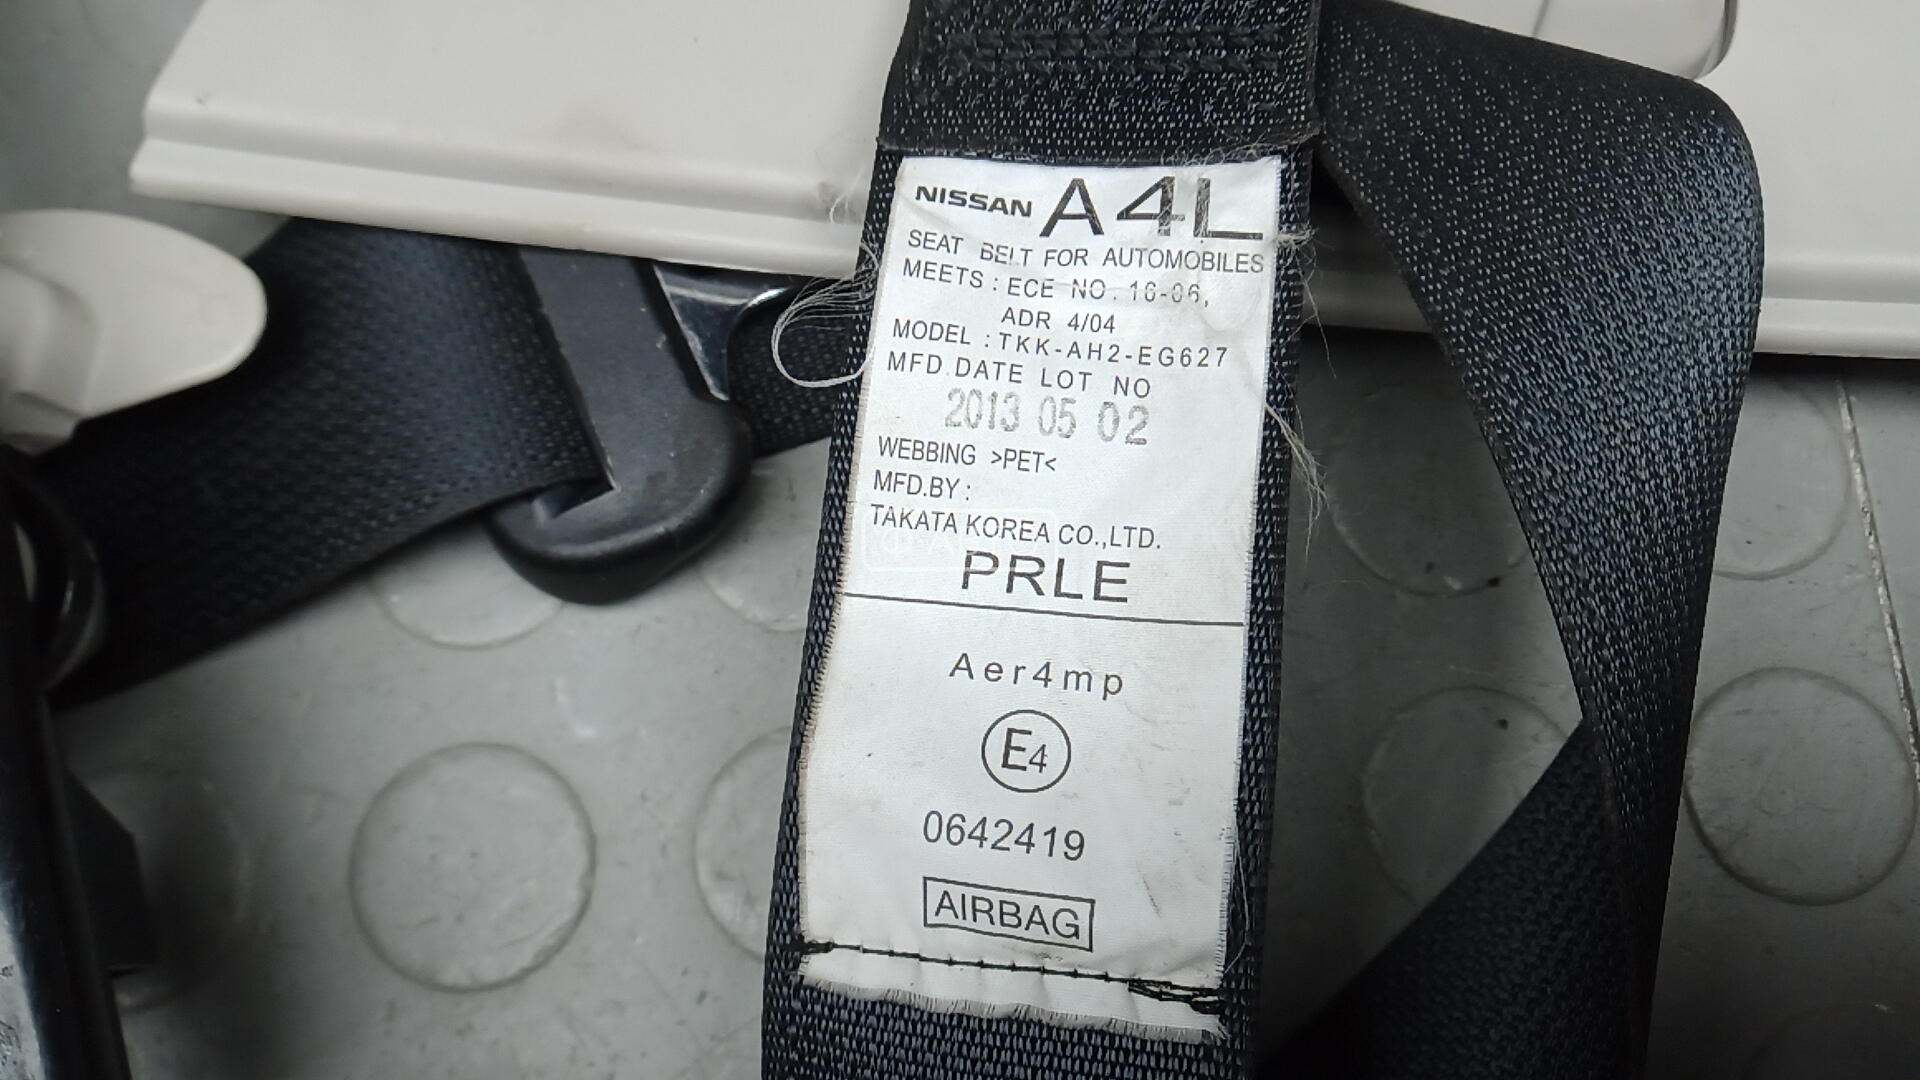 NISSAN A4L
SEAT BELT FOR AUTOMOBILES
MEETS : ECE NO. 16-06,
ADR 4/04
MODEL : TKK-AH2-EG627
MFD.DATE LOT NO
2013 05 02
WEBBING >PET<
MFD.BY :
TAKATA KOREA CO.,LTD.
PRLE
Aer4mp
E4
0642419
AIRBAG